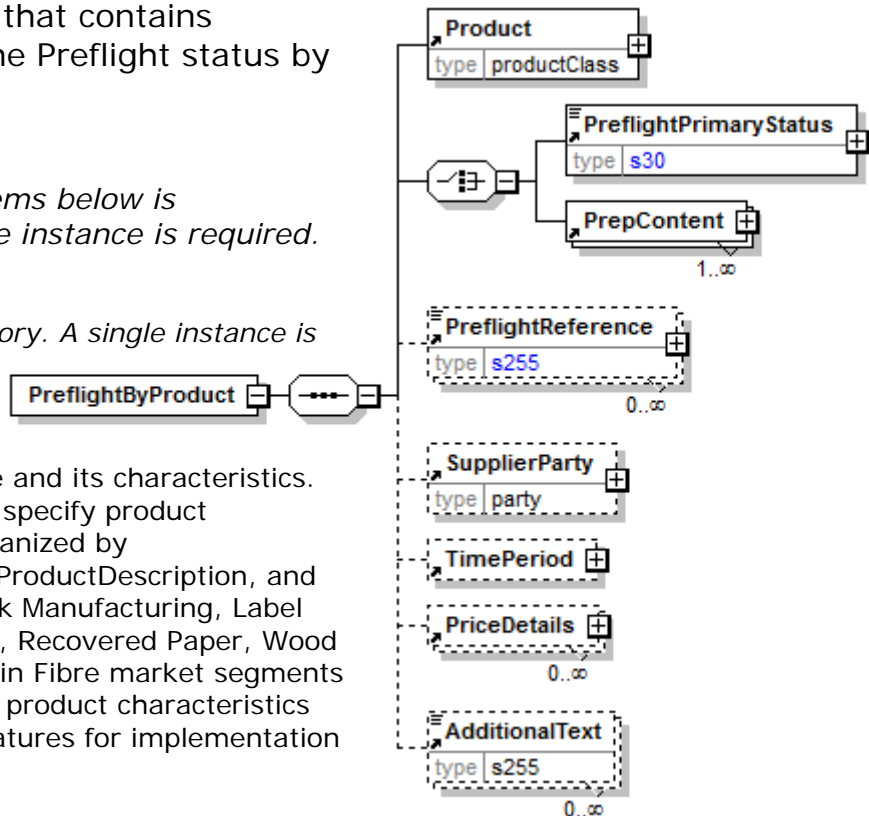 that contains
he Preflight status by
ems below is
e instance is required.
ory. A single instance is
e and its characteristics.
specify product
anized by
ProductDescription, and
k Manufacturing, Label
, Recovered Paper, Wood
in Fibre market segments
product characteristics
atures for implementation
PreflightByProduct
Product
type productClass
PreflightPrimaryStatus
type s30
PrepContent
1..∞
PreflightReference
type s255
0..∞
SupplierParty
type party
TimePeriod
PriceDetails
0..∞
AdditionalText
type s255
0..∞